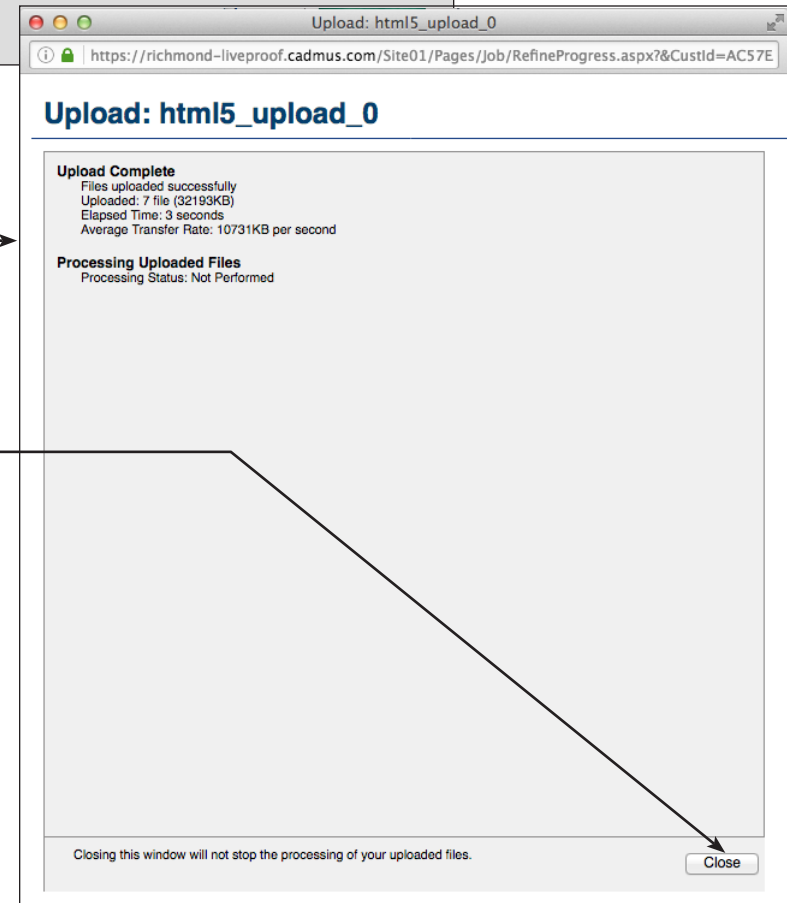 Upload: html5_upload_0
https://richmond-liveproof.cadmus.com/Site01/Pages/Job/RefineProgress.aspx?&CustId=AC57E
Upload: html5_upload_0
Upload Complete
Files uploaded successfully
Uploaded: 7 file (32193KB)
Elapsed Time: 3 seconds
Average Transfer Rate: 10731KB per second
Processing Uploaded Files
Processing Status: Not Performed
Closing this window will not stop the processing of your uploaded files.
Close